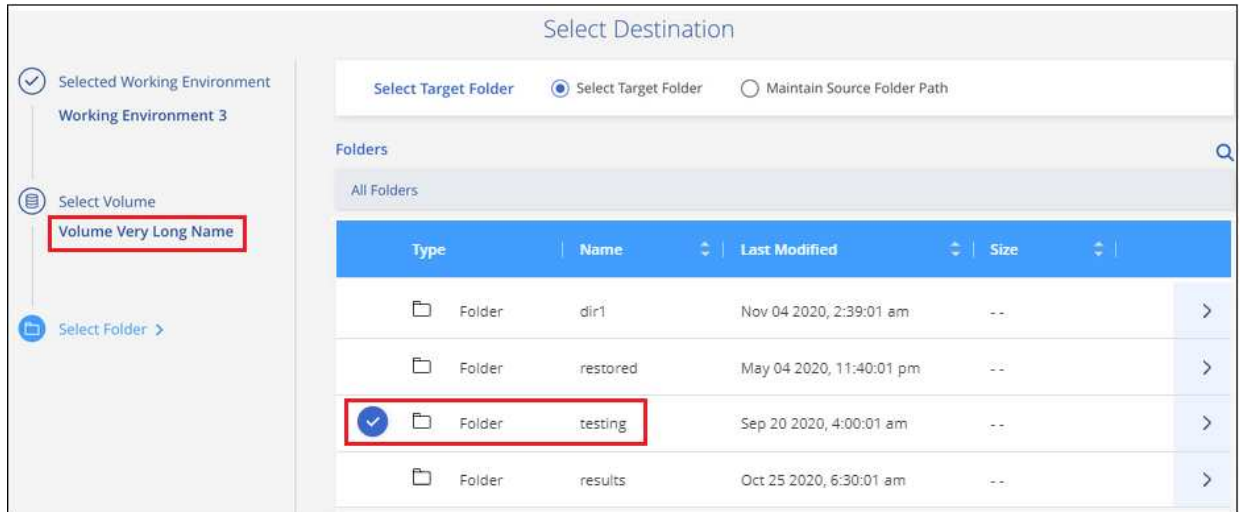 Select Destination
Selected Working Environment
Working Environment 3
Select Volume
Volume Very Long Name
Select Folder >
Select Target Folder Select Target Folder Maintain Source Folder Path
Folders
All Folders
Type Name Last Modified Size
Folder dir1 Nov 04 2020, 2:39:01 am --
Folder restored May 04 2020, 11:40:01 pm --
Folder testing Sep 20 2020, 4:00:01 am --
Folder results Oct 25 2020, 6:30:01 am --